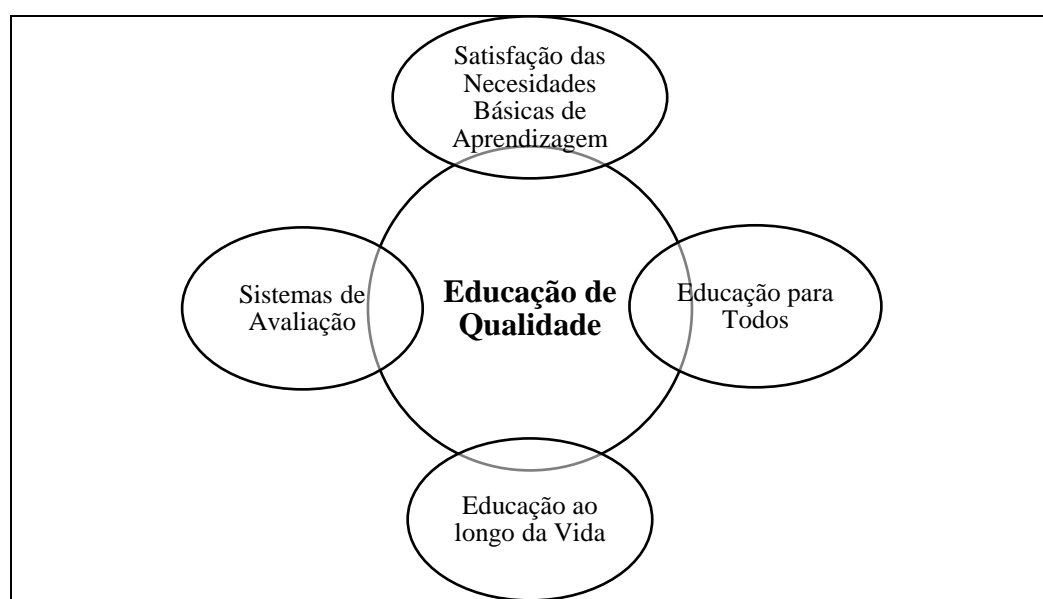 Satisfação das
Necesidades
Básicas de
Aprendizagem
Sistemas de
Avaliação
Educação de
Qualidade
Educação para
Todos
Educação ao
longo da Vida